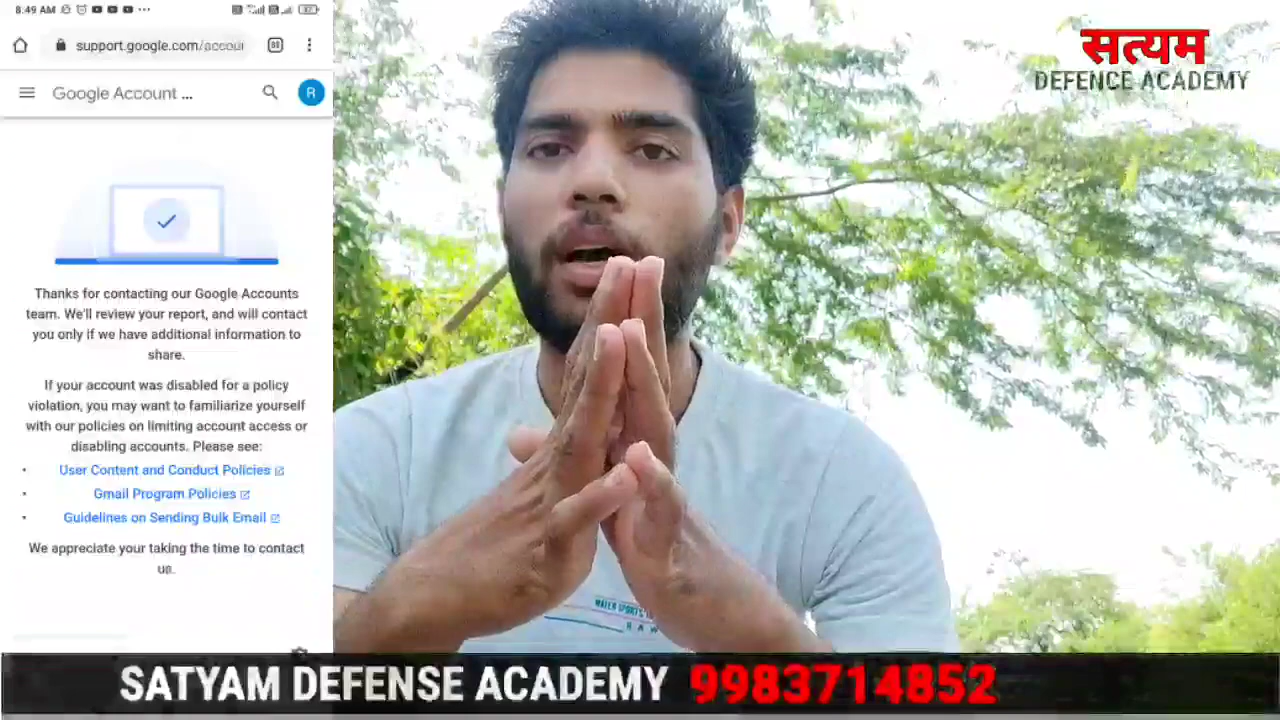 8:49 AM
support.google.com/accou
Google Account ...
R
Thanks for contacting our Google Accounts
team. We'll review your report, and will contact
you only if we have additional information to
share.
If your account was disabled for a policy
violation, you may want to familiarize yourself
with our policies on limiting account access or
disabling accounts. Please see:
• User Content and Conduct Policies
• Gmail Program Policies
• Guidelines on Sending Bulk Email
We appreciate your taking the time to contact
us.
सत्यम
DEFENCE ACADEMY
WATER SPORTS
SATYAM DEFENSE ACADEMY 9983714852